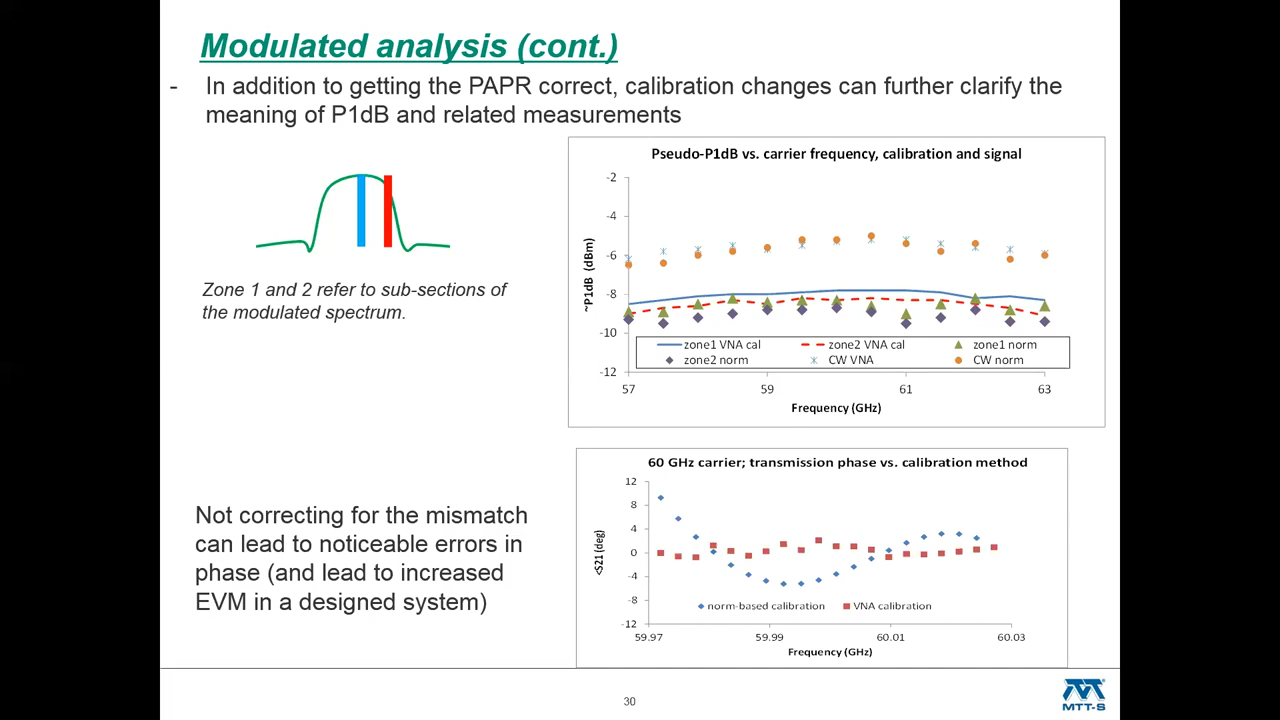 Modulated analysis (cont.)
- In addition to getting the PAPR correct, calibration changes can further clarify the
meaning of P1dB and related measurements
Zone 1 and 2 refer to sub-sections of
the modulated spectrum.
Pseudo-P1dB vs. carrier frequency, calibration and signal
~P1dB (dBm)
-2
-4
-6
-8
-10
-12
zone1 VNA cal zone2 VNA cal zone1 norm
zone2 norm CW VNA CW norm
57 59 61 63
Frequency (GHz)
Not correcting for the mismatch
can lead to noticeable errors in
phase (and lead to increased
EVM in a designed system)
60 GHz carrier; transmission phase vs. calibration method
<S21 (deg)
12
8
4
0
-4
-8
-12
norm-based calibration VNA calibration
59.97 59.99 60.01 60.03
Frequency (GHz)
30
MTT-S